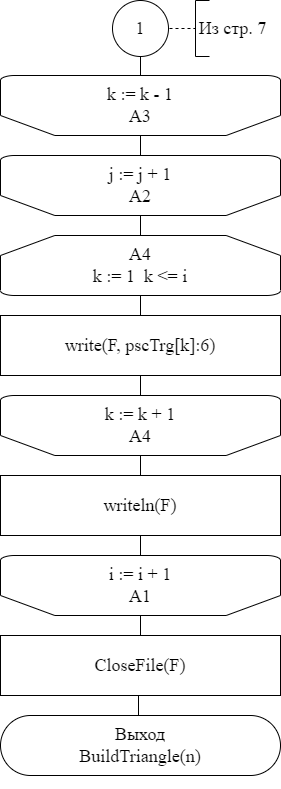 1
Из стр. 7
k := k - 1
A3
j := j + 1
A2
A4
k := 1 k <= i
write(F, pscTrg[k]:6)
k := k + 1
A4
writeln(F)
i := i + 1
A1
CloseFile(F)
Выход
BuildTriangle(n)